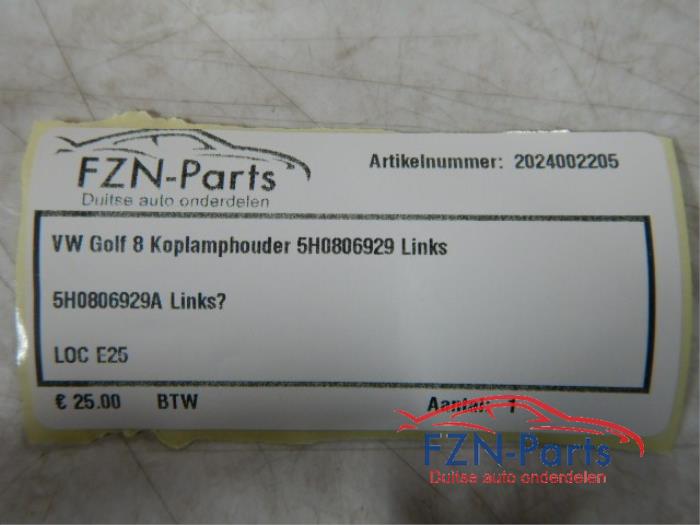 FZN-Parts
Duitse auto onderdelen
Artikelnummer: 2024002205
VW Golf 8 Koplamphouder 5H0806929 Links
5H0806929A Links?
LOC E25
€ 25.00 BTW
Aantal: 1
FZN-Parts
Duitse auto onderdelen